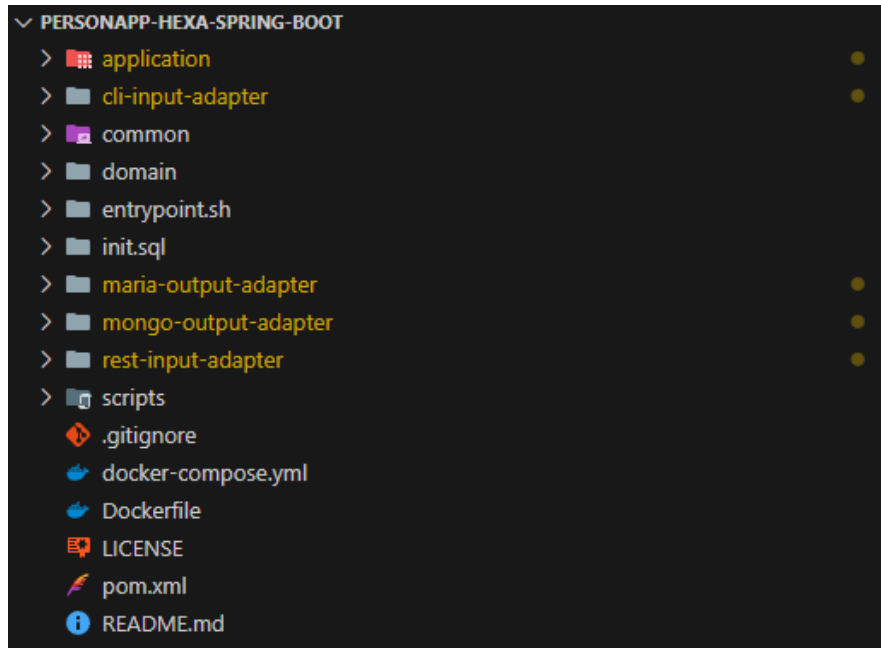 PERSONAPP-HEXA-SPRING-BOOT
application
cli-input-adapter
common
domain
entrypoint.sh
init.sql
maria-output-adapter
mongo-output-adapter
rest-input-adapter
scripts
.gitignore
docker-compose.yml
Dockerfile
LICENSE
pom.xml
README.md